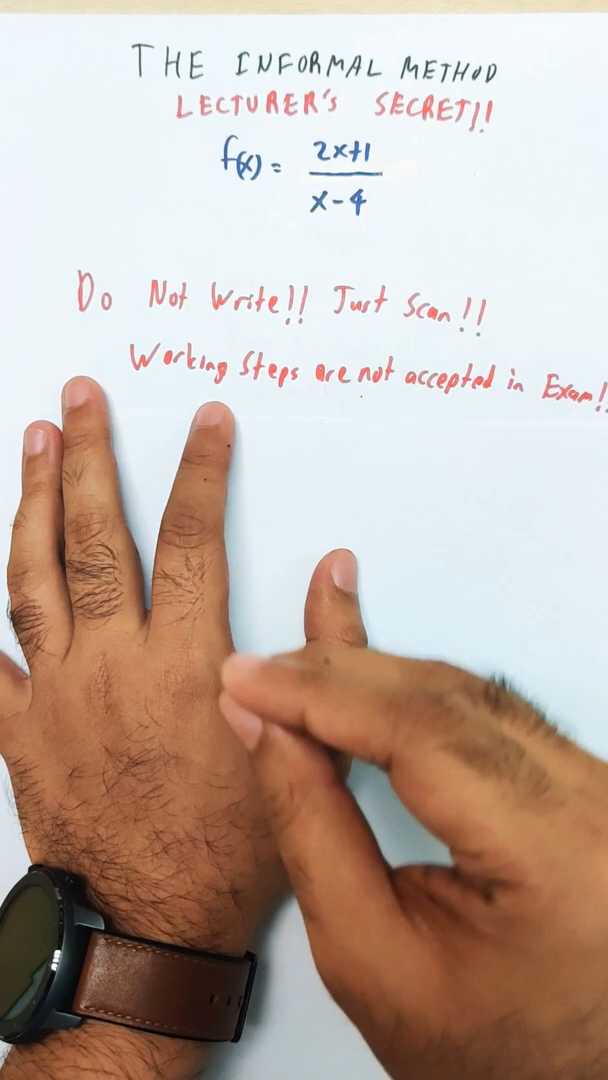 THE INFORMAL METHOD
LECTURER'S SECRET!!
f(x) = 2x+1
x-4
Do Not Write!! Just Scan!!
Working Steps are not accepted in Exam!!